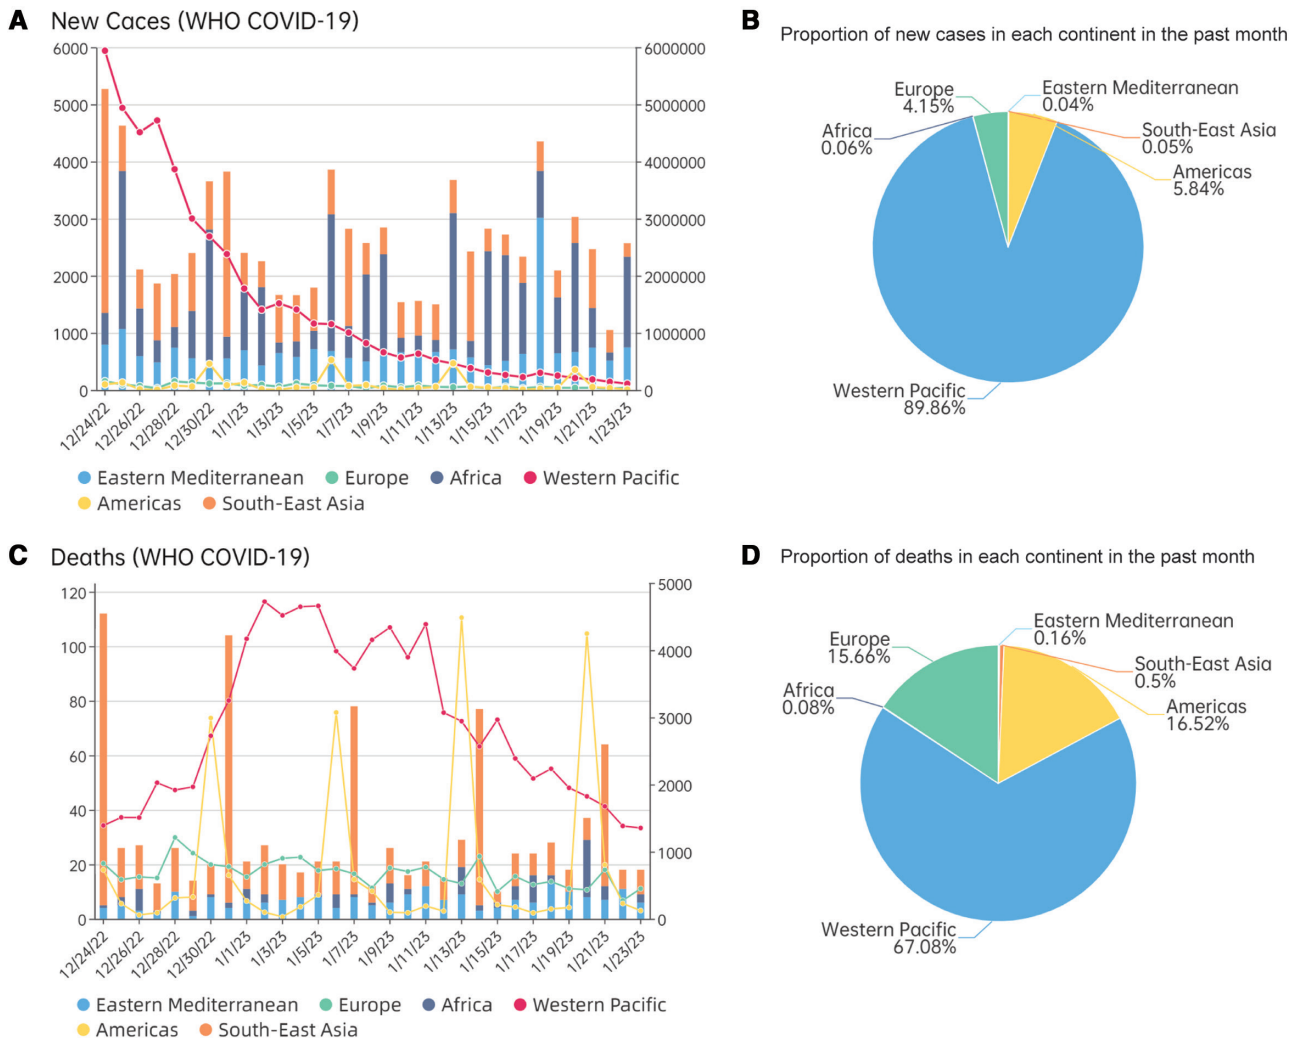 A
New Caces (WHO COVID-19)
6000
5000
4000
3000
2000
1000
0
6000000
5000000
4000000
3000000
2000000
1000000
0
12/24/22
12/26/22
12/28/22
12/30/22
1/1/23
1/3/23
1/5/23
1/7/23
1/9/23
1/11/23
1/13/23
1/15/23
1/17/23
1/19/23
1/21/23
1/23/23
Eastern Mediterranean
Europe
Africa
Western Pacific
Americas
South-East Asia
B
Proportion of new cases in each continent in the past month
Europe
4.15%
Eastern Mediterranean
0.04%
Africa
0.06%
South-East Asia
0.05%
Americas
5.84%
Western Pacific
89.86%
C
Deaths (WHO COVID-19)
120
100
80
60
40
20
0
5000
4000
3000
2000
1000
0
12/24/22
12/26/22
12/28/22
12/30/22
1/1/23
1/3/23
1/5/23
1/7/23
1/9/23
1/11/23
1/13/23
1/15/23
1/17/23
1/19/23
1/21/23
1/23/23
Eastern Mediterranean
Europe
Africa
Western Pacific
Americas
South-East Asia
D
Proportion of deaths in each continent in the past month
Eastern Mediterranean
0.16%
Europe
15.66%
South-East Asia
0.5%
Africa
0.08%
Americas
16.52%
Western Pacific
67.08%